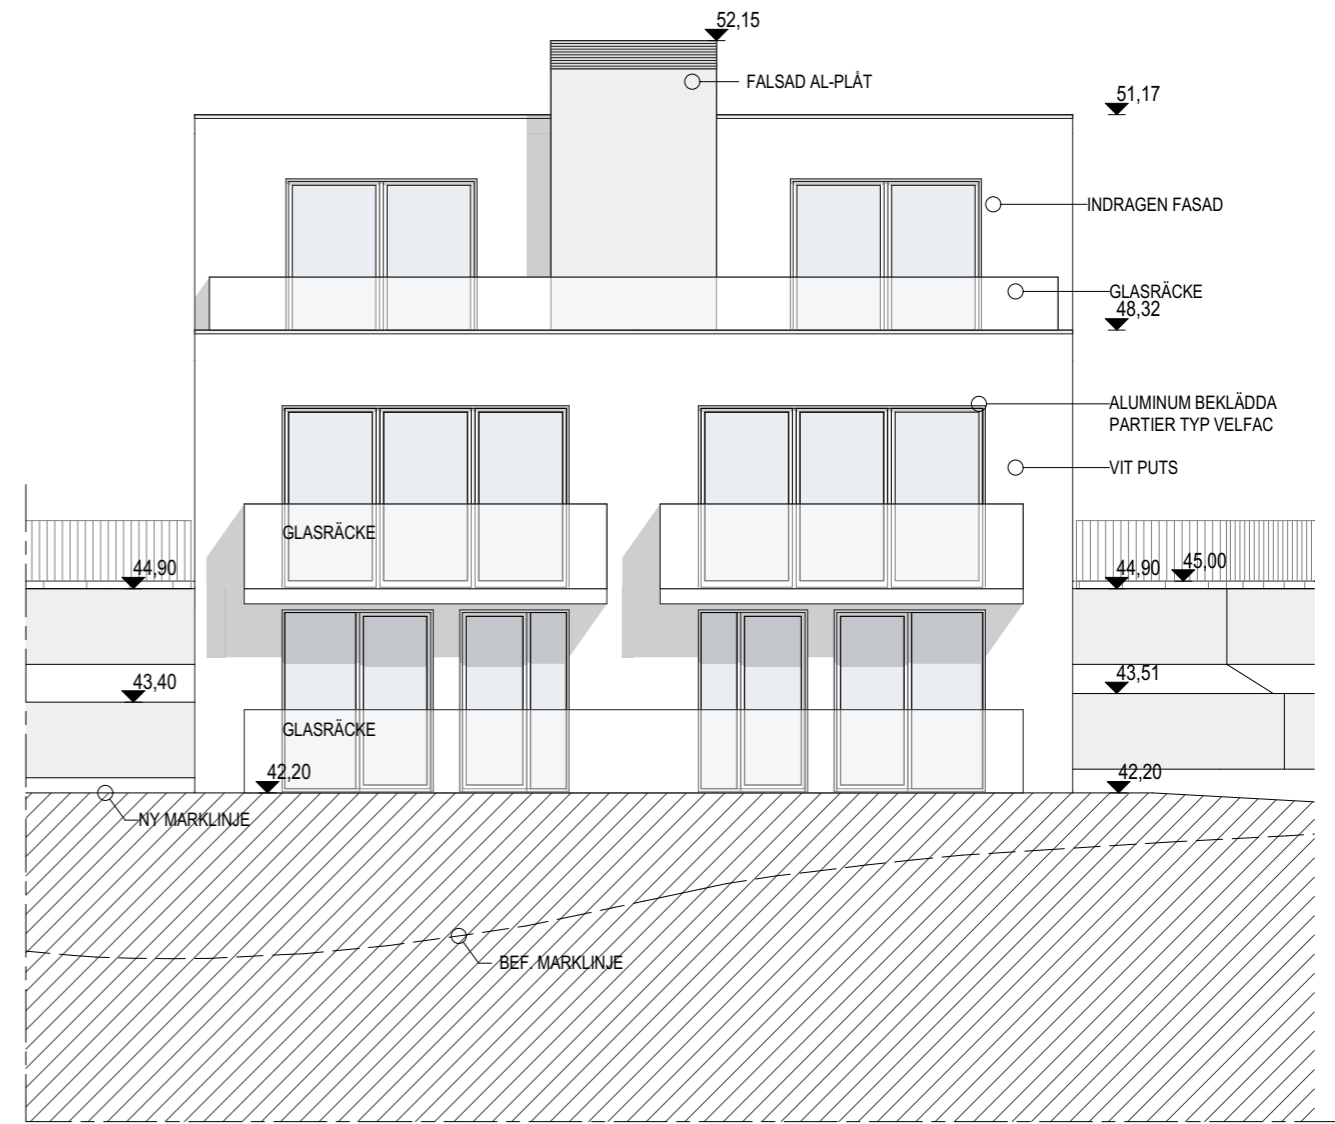 52,15
FALSAD AL-PLÅT
51,17
INDRAGEN FASAD
GLASRÄCKE
48,32
ALUMINUM BEKLÄDDA
PARTIER TYP VELFAC
VIT PUTS
GLASRÄCKE
44,90
44,90
45,00
43,40
43,51
GLASRÄCKE
42,20
42,20
NY MARKLINJE
BEF. MARKLINJE